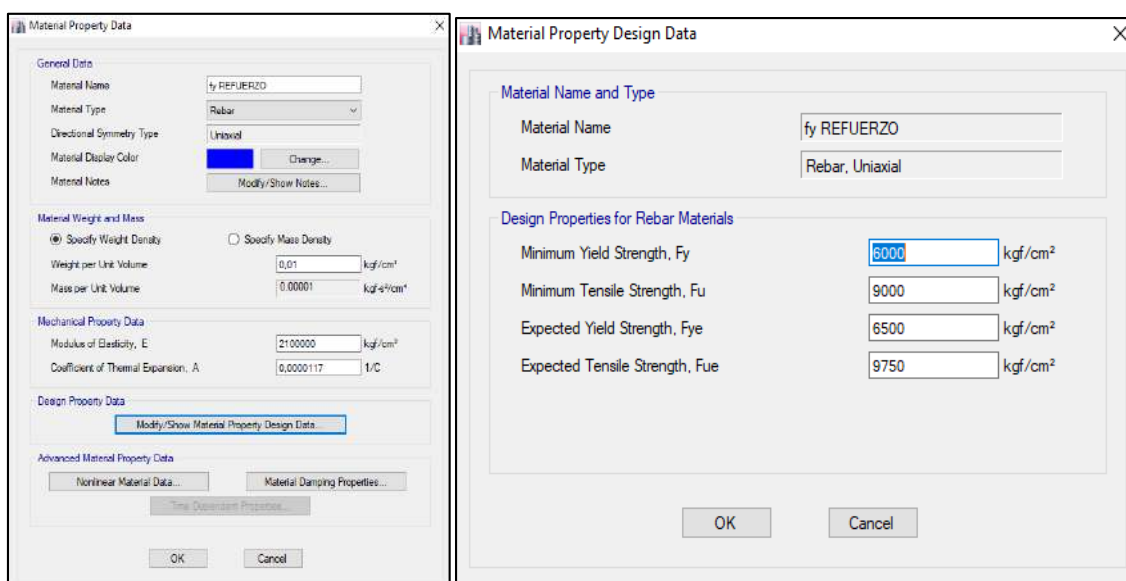 Material Property Data
General Data
Material Name fy REFUERZO
Material Type Rebar
Directional Symmetry Type Uniaxial
Material Display Color Change...
Material Notes Modify/Show Notes...
Material Weight and Mass
Specify Weight Density Specify Mass Density
Weight per Unit Volume 0,01 kgf/cm³
Mass per Unit Volume 0.00001 kgf-s²/cm⁴
Mechanical Property Data
Modulus of Elasticity, E 2100000 kgf/cm²
Coefficient of Thermal Expansion, A 0,0000117 1/C
Design Property Data
Modify/Show Material Property Design Data...
Advanced Material Property Data
Nonlinear Material Data... Material Damping Properties...
Time Dependent Properties...
OK Cancel
Material Property Design Data
Material Name and Type
Material Name fy REFUERZO
Material Type Rebar, Uniaxial
Design Properties for Rebar Materials
Minimum Yield Strength, Fy 6000 kgf/cm²
Minimum Tensile Strength, Fu 9000 kgf/cm²
Expected Yield Strength, Fye 6500 kgf/cm²
Expected Tensile Strength, Fue 9750 kgf/cm²
OK Cancel